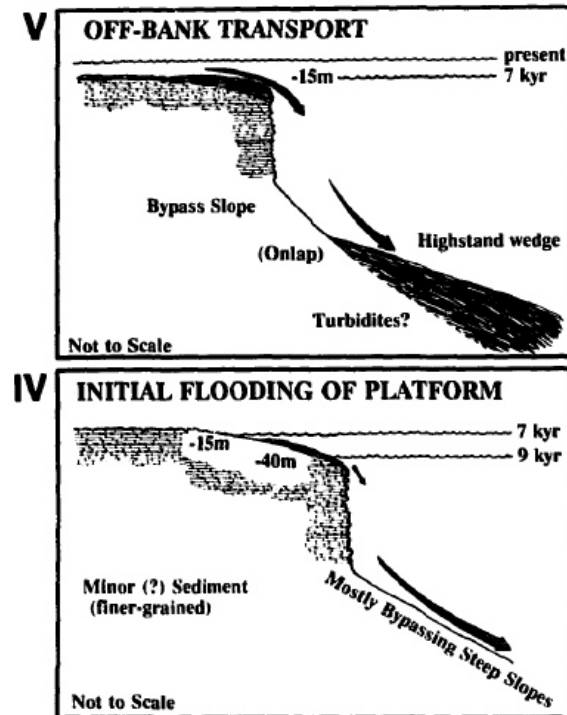 V
OFF-BANK TRANSPORT
present
-15m
7 kyr
Bypass Slope
(Onlap)
Highstand wedge
Turbidites?
Not to Scale
IV
INITIAL FLOODING OF PLATFORM
-15m
7 kyr
-40m
9 kyr
Minor (?) Sediment
(finer-grained)
Mostly Bypassing Steep Slopes
Not to Scale